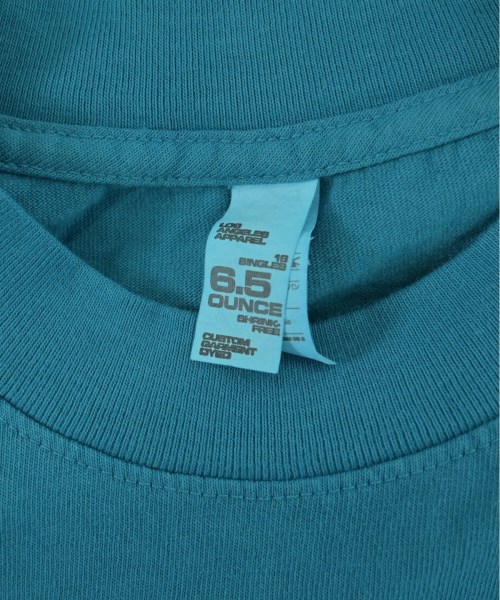 LOS
ANGELES
APPAREL
18
SINGLES
6.5
OUNCE
SHRINK-
FREE
CUSTOM
GARMENT
DYED